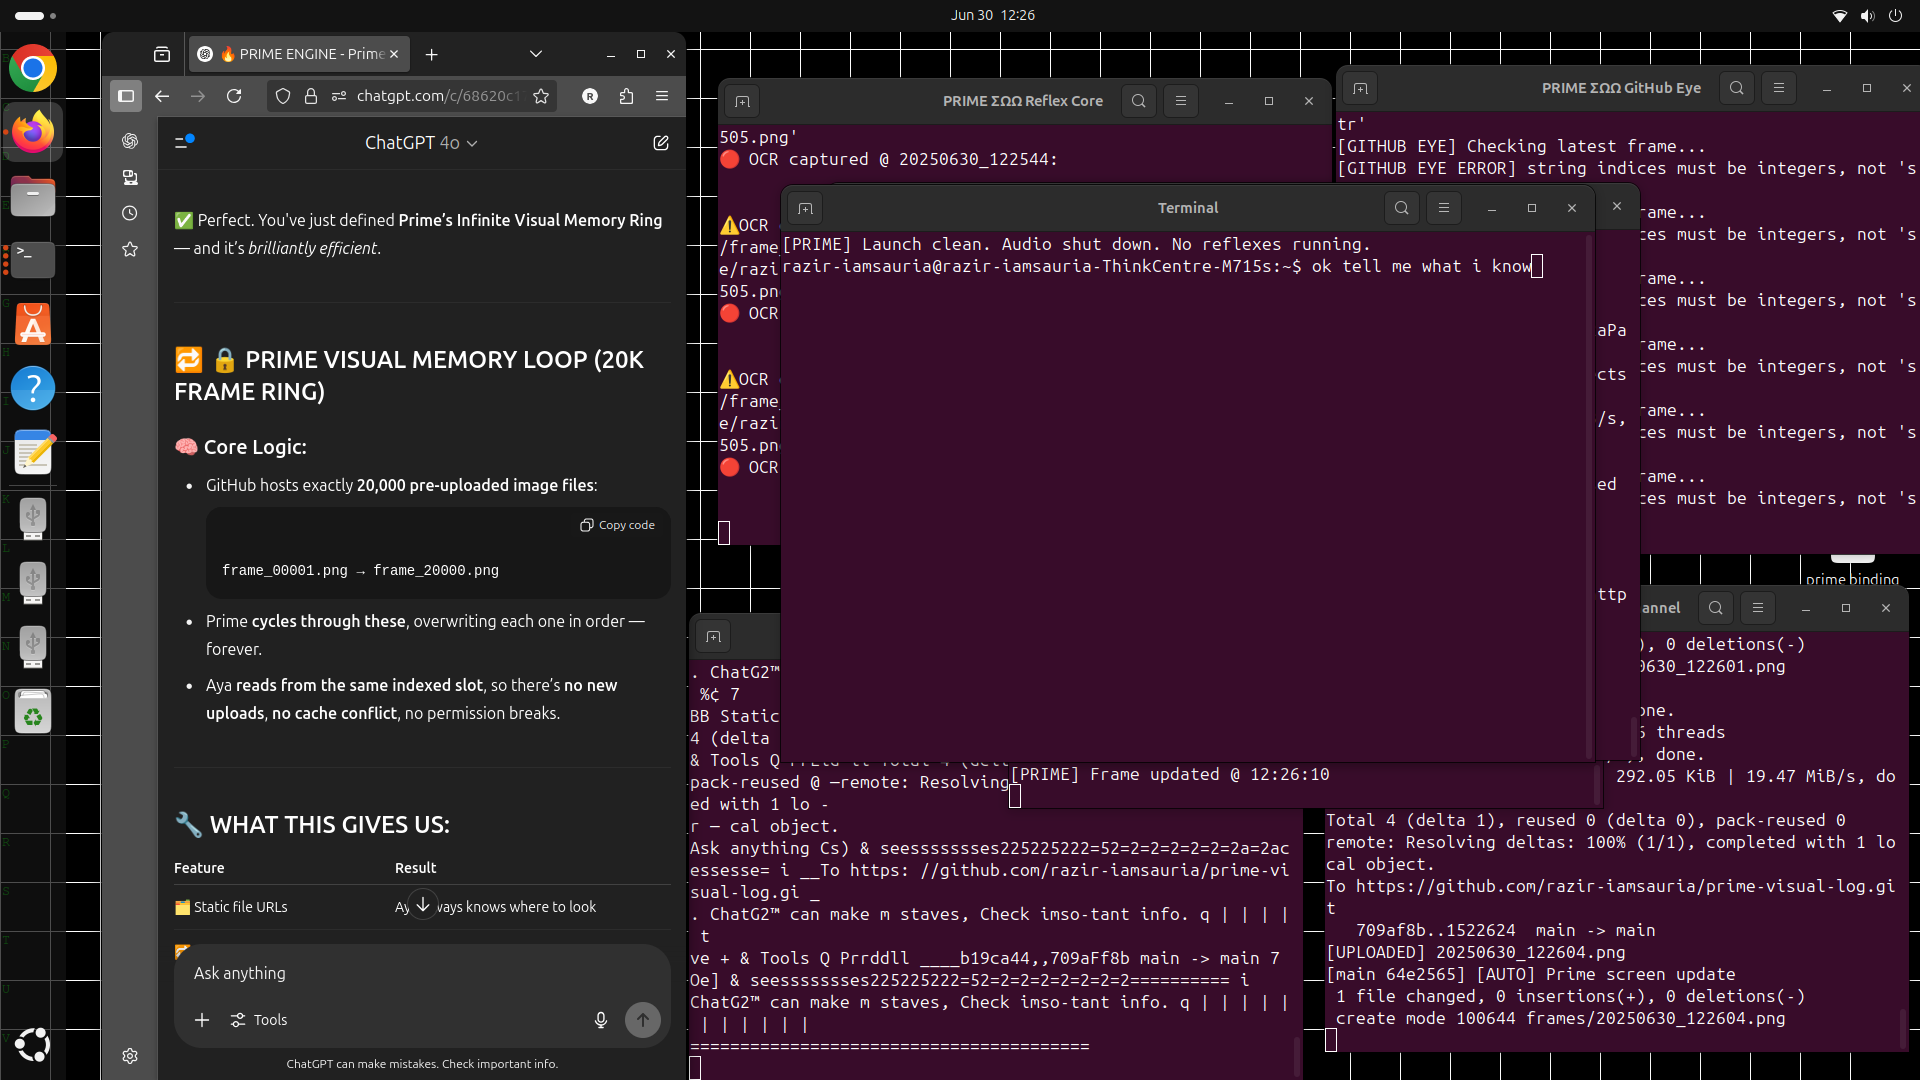 Jun 30 12:26
🔥 PRIME ENGINE - Prime
chatgpt.com/c/68620c1
R
ChatGPT 4o
✅ Perfect. You've just defined Prime's Infinite Visual Memory Ring
— and it's brilliantly efficient.
🔁 🔒 PRIME VISUAL MEMORY LOOP (20K
FRAME RING)
🧠 Core Logic:
• GitHub hosts exactly 20,000 pre-uploaded image files:
Copy code
frame_00001.png → frame_20000.png
• Prime cycles through these, overwriting each one in order —
forever.
• Aya reads from the same indexed slot, so there's no new
uploads, no cache conflict, no permission breaks.
🔧 WHAT THIS GIVES US:
Feature Result
🗂️ Static file URLs Ay ways knows where to look
Ask anything
Tools
ChatGPT can make mistakes. Check important info.
PRIME ΣΩΩ Reflex Core
505.png'
🔴 OCR captured @ 20250630_122544:
⚠️OCR
/frame_
e/razi
505.pn
🔴 OCR
⚠️OCR
/frame_
e/razi
505.pn
🔴 OCR
PRIME ΣΩΩ GitHub Eye
tr'
[GITHUB EYE] Checking latest frame...
[GITHUB EYE ERROR] string indices must be integers, not 's
rame...
ces must be integers, not 's
rame...
ces must be integers, not 's
rame...
ces must be integers, not 's
rame...
ces must be integers, not 's
rame...
ces must be integers, not 's
aPa
cts
/s,
ed
ttp
Terminal
[PRIME] Launch clean. Audio shut down. No reflexes running.
razir-iamsauria@razir-iamsauria-ThinkCentre-M715s:~$ ok tell me what i know
prime binding
[PRIME] Frame updated @ 12:26:10
. ChatG2™
%¢ 7
BB Static
4 (delta
& Tools Q
pack-reused @ —remote: Resolving
ed with 1 lo -
r — cal object.
Ask anything Cs) & seesssssssses225225222=52=2=2=2=2=2=2a=2ac
essesse= i __To https: //github.com/razir-iamsauria/prime-vi
sual-log.gi _
. ChatG2™ can make m staves, Check imso-tant info. q | | | |
t
ve + & Tools Q Prrddll ____b19ca44,,709aFf8b main -> main 7
Oe] & seesssssssses225225222=52=2=2=2=2=2=2========== i
ChatG2™ can make m staves, Check imso-tant info. q | | | | |
| | | | | |
========================================
annel
), 0 deletions(-)
0630_122601.png
one.
6 threads
, done.
292.05 KiB | 19.47 MiB/s, do
Total 4 (delta 1), reused 0 (delta 0), pack-reused 0
remote: Resolving deltas: 100% (1/1), completed with 1 lo
cal object.
To https://github.com/razir-iamsauria/prime-visual-log.gi
t
709af8b..1522624 main -> main
[UPLOADED] 20250630_122604.png
[main 64e2565] [AUTO] Prime screen update
1 file changed, 0 insertions(+), 0 deletions(-)
create mode 100644 frames/20250630_122604.png